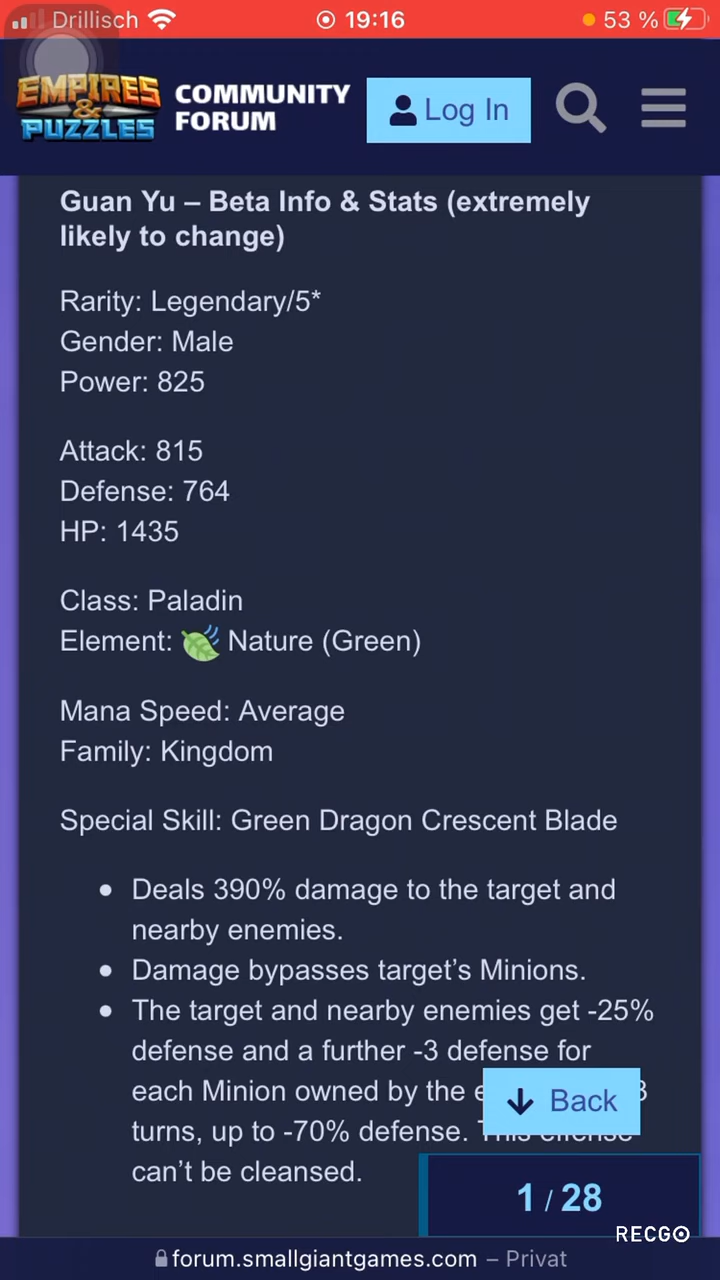 Drillisch 19:16 53 %
EMPIRES & PUZZLES
COMMUNITY FORUM
Log In
Guan Yu – Beta Info & Stats (extremely
likely to change)
Rarity: Legendary/5*
Gender: Male
Power: 825
Attack: 815
Defense: 764
HP: 1435
Class: Paladin
Element: Nature (Green)
Mana Speed: Average
Family: Kingdom
Special Skill: Green Dragon Crescent Blade
• Deals 390% damage to the target and
nearby enemies.
• Damage bypasses target’s Minions.
• The target and nearby enemies get -25%
defense and a further -3 defense for
each Minion owned by the
Back
turns, up to -70% defense.
can’t be cleansed.
1 / 28
RECGO
forum.smallgiantgames.com – Privat